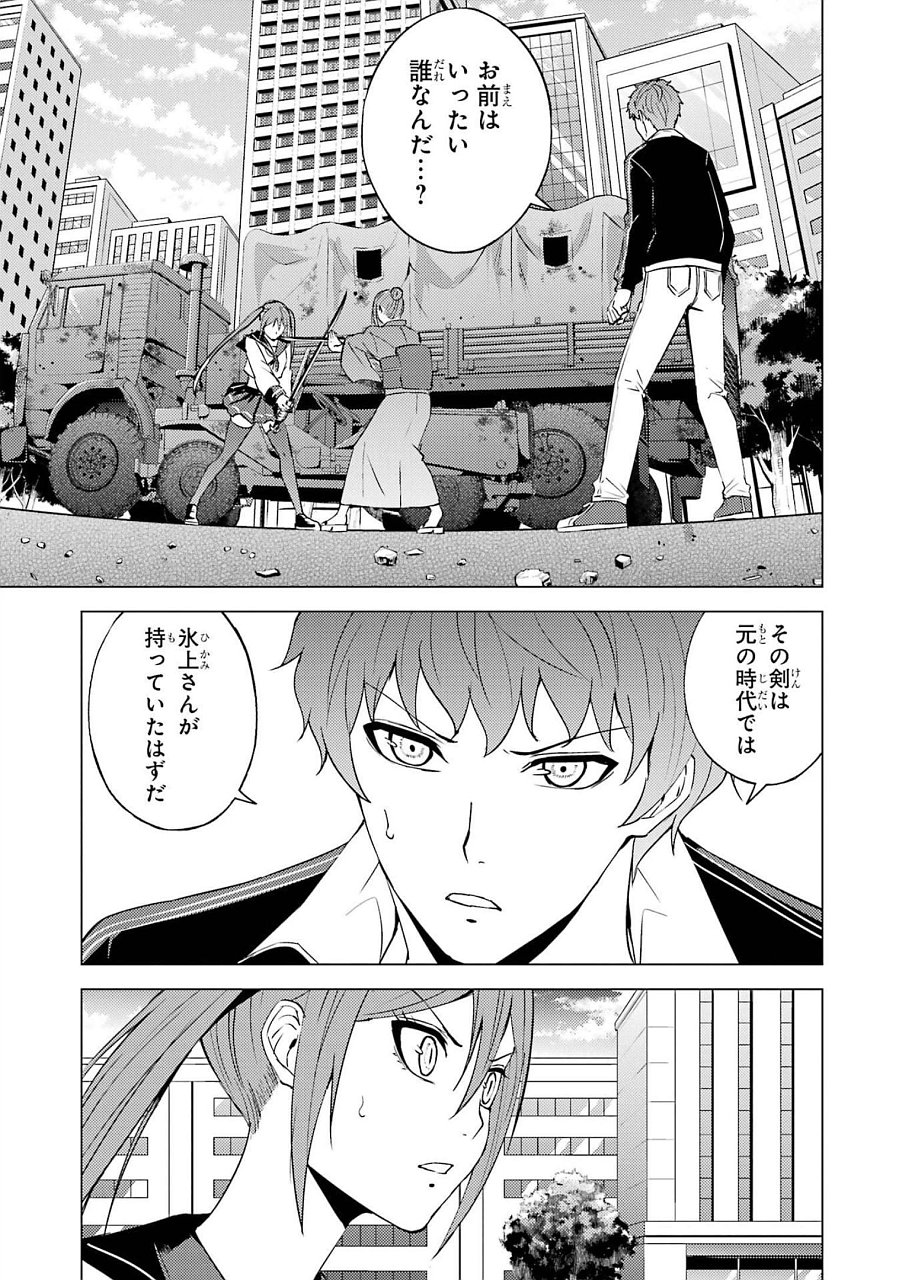 お前は
いったい
誰なんだ…?
その剣は
元の時代では
氷上さんが
持っていたはずだ